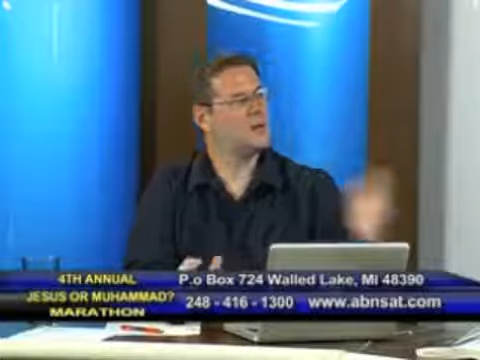 4TH ANNUAL
JESUS OR MUHAMMAD?
MARATHON
P.o Box 724 Walled Lake, Mi 48390
248 - 416 - 1300 www.abnsat.com